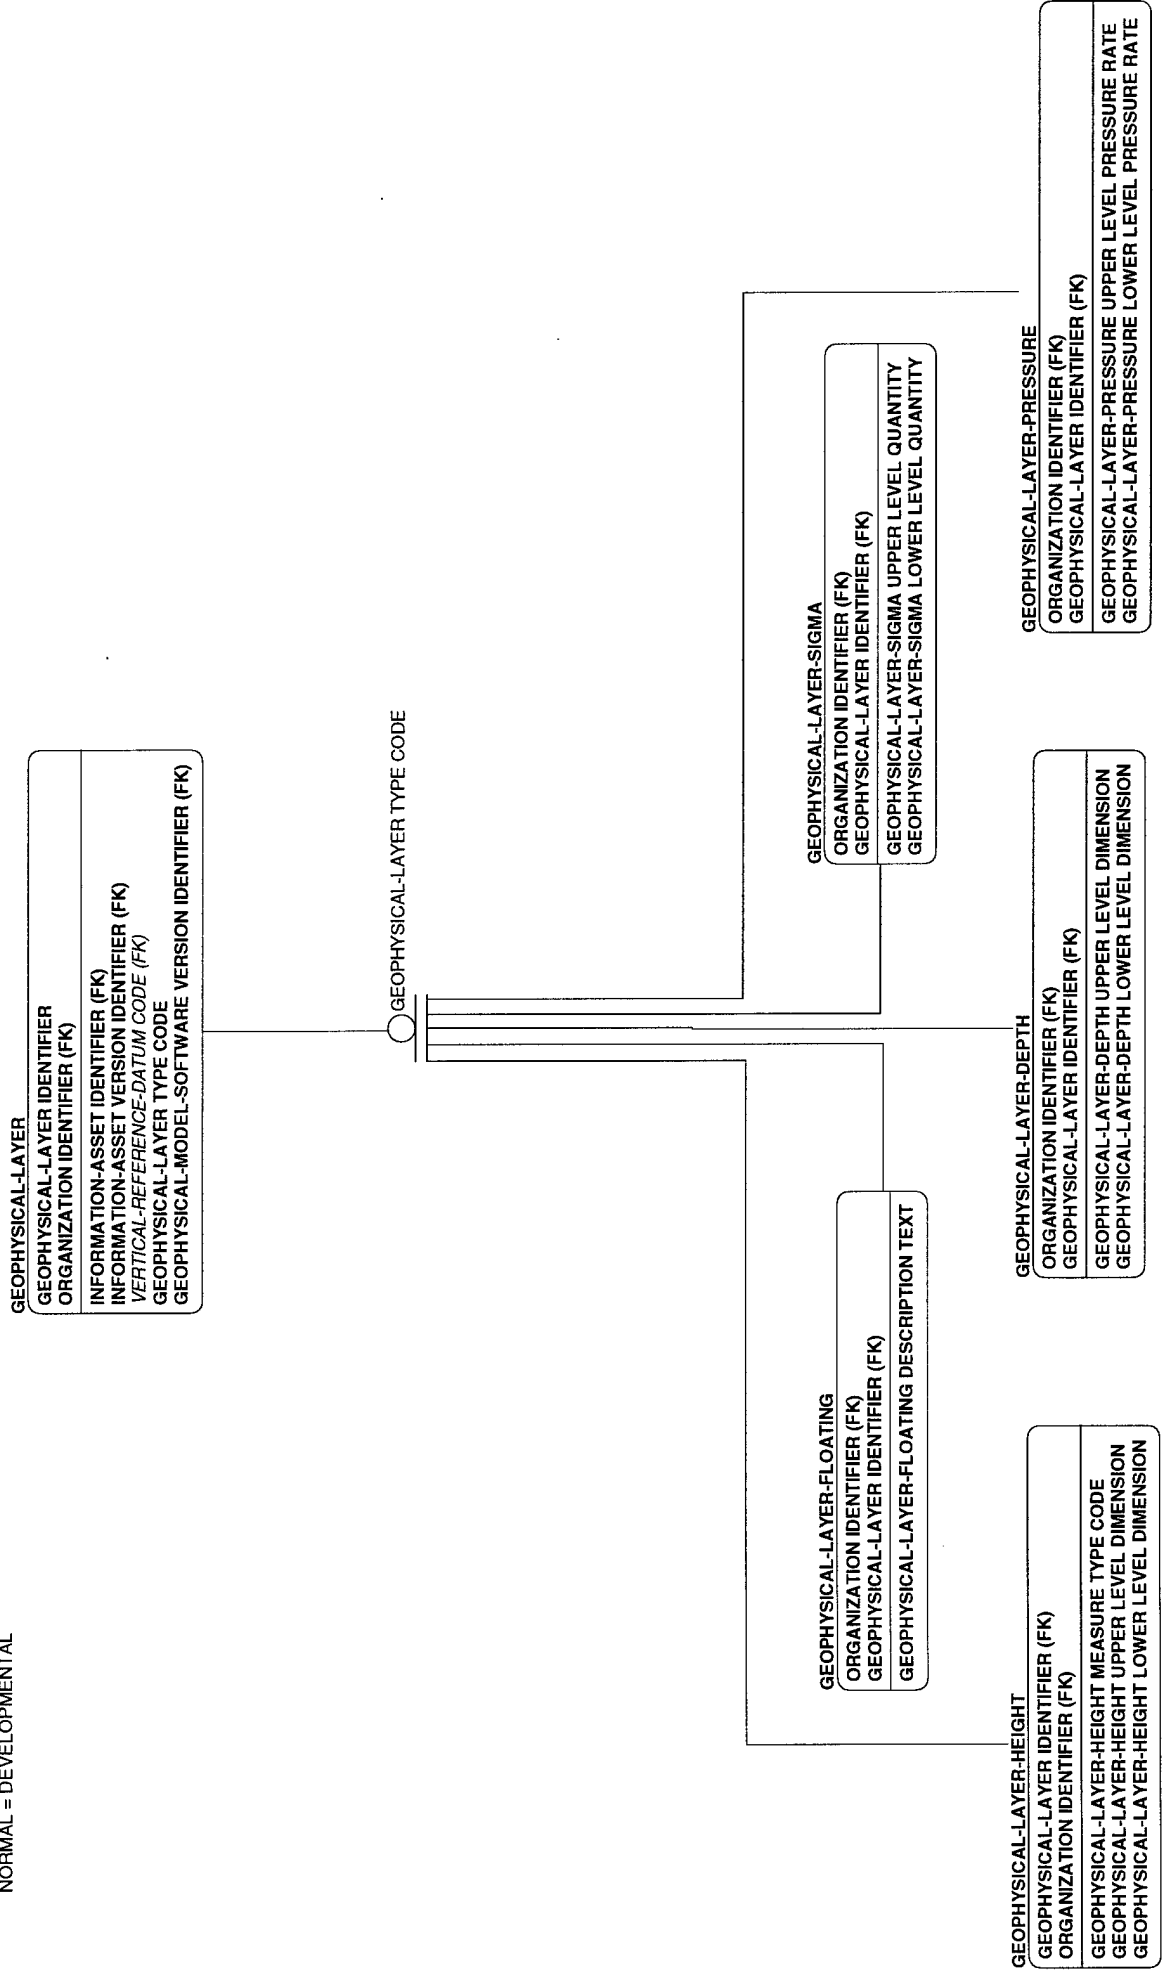 NORMAL = DEVELOPMENTAL
GEOPHYSICAL-LAYER
GEOPHYSICAL-LAYER IDENTIFIER
ORGANIZATION IDENTIFIER (FK)
INFORMATION-ASSET IDENTIFIER (FK)
INFORMATION-ASSET VERSION IDENTIFIER (FK)
VERTICAL-REFERENCE-DATUM CODE (FK)
GEOPHYSICAL-LAYER TYPE CODE
GEOPHYSICAL-MODEL-SOFTWARE VERSION IDENTIFIER (FK)
GEOPHYSICAL-LAYER TYPE CODE
GEOPHYSICAL-LAYER-FLOATING
ORGANIZATION IDENTIFIER (FK)
GEOPHYSICAL-LAYER IDENTIFIER (FK)
GEOPHYSICAL-LAYER-FLOATING DESCRIPTION TEXT
GEOPHYSICAL-LAYER-SIGMA
ORGANIZATION IDENTIFIER (FK)
GEOPHYSICAL-LAYER IDENTIFIER (FK)
GEOPHYSICAL-LAYER-SIGMA UPPER LEVEL QUANTITY
GEOPHYSICAL-LAYER-SIGMA LOWER LEVEL QUANTITY
GEOPHYSICAL-LAYER-HEIGHT
GEOPHYSICAL-LAYER IDENTIFIER (FK)
ORGANIZATION IDENTIFIER (FK)
GEOPHYSICAL-LAYER-HEIGHT MEASURE TYPE CODE
GEOPHYSICAL-LAYER-HEIGHT UPPER LEVEL DIMENSION
GEOPHYSICAL-LAYER-HEIGHT LOWER LEVEL DIMENSION
GEOPHYSICAL-LAYER-DEPTH
ORGANIZATION IDENTIFIER (FK)
GEOPHYSICAL-LAYER IDENTIFIER (FK)
GEOPHYSICAL-LAYER-DEPTH UPPER LEVEL DIMENSION
GEOPHYSICAL-LAYER-DEPTH LOWER LEVEL DIMENSION
GEOPHYSICAL-LAYER-PRESSURE
ORGANIZATION IDENTIFIER (FK)
GEOPHYSICAL-LAYER IDENTIFIER (FK)
GEOPHYSICAL-LAYER-PRESSURE UPPER LEVEL PRESSURE RATE
GEOPHYSICAL-LAYER-PRESSURE LOWER LEVEL PRESSURE RATE